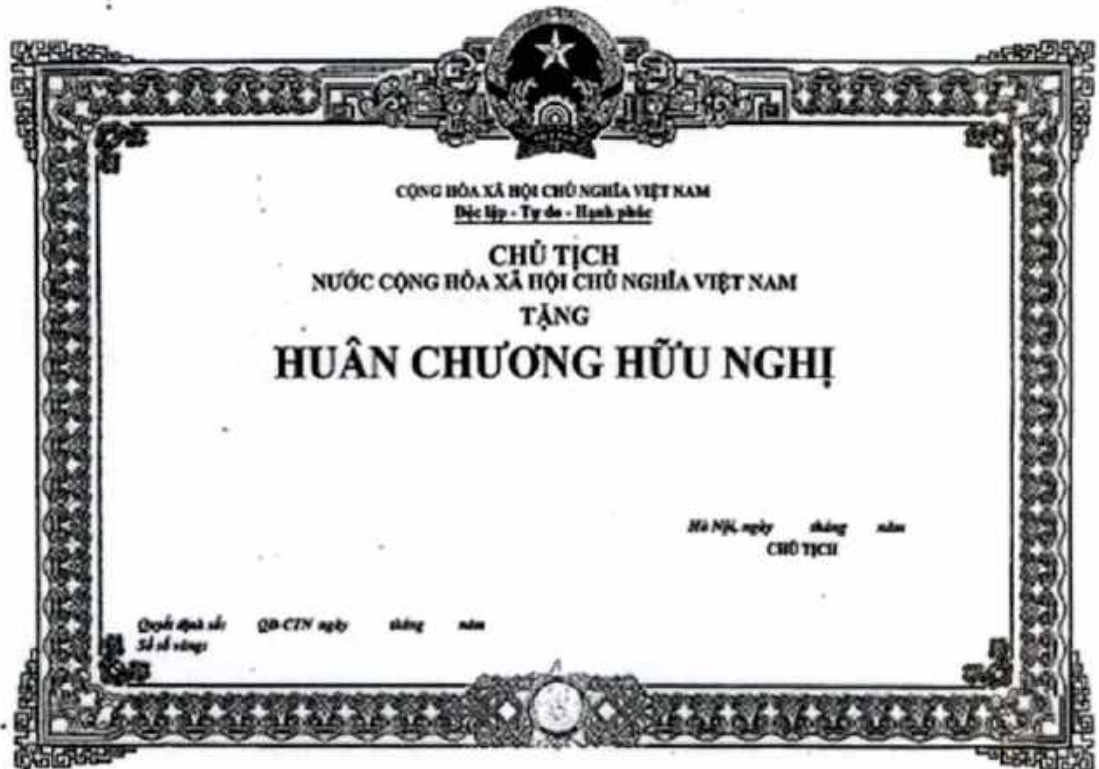 CỘNG HÒA XÃ HỘI CHỦ NGHĨA VIỆT NAM
Độc lập - Tự do - Hạnh phúc
CHỦ TỊCH
NƯỚC CỘNG HÒA XÃ HỘI CHỦ NGHĨA VIỆT NAM
TẶNG
HUÂN CHƯƠNG HỮU NGHỊ
Hà Nội, ngày tháng năm
CHỦ TỊCH
Quyết định số: QĐ-CTN ngày tháng năm
Số sổ vàng: